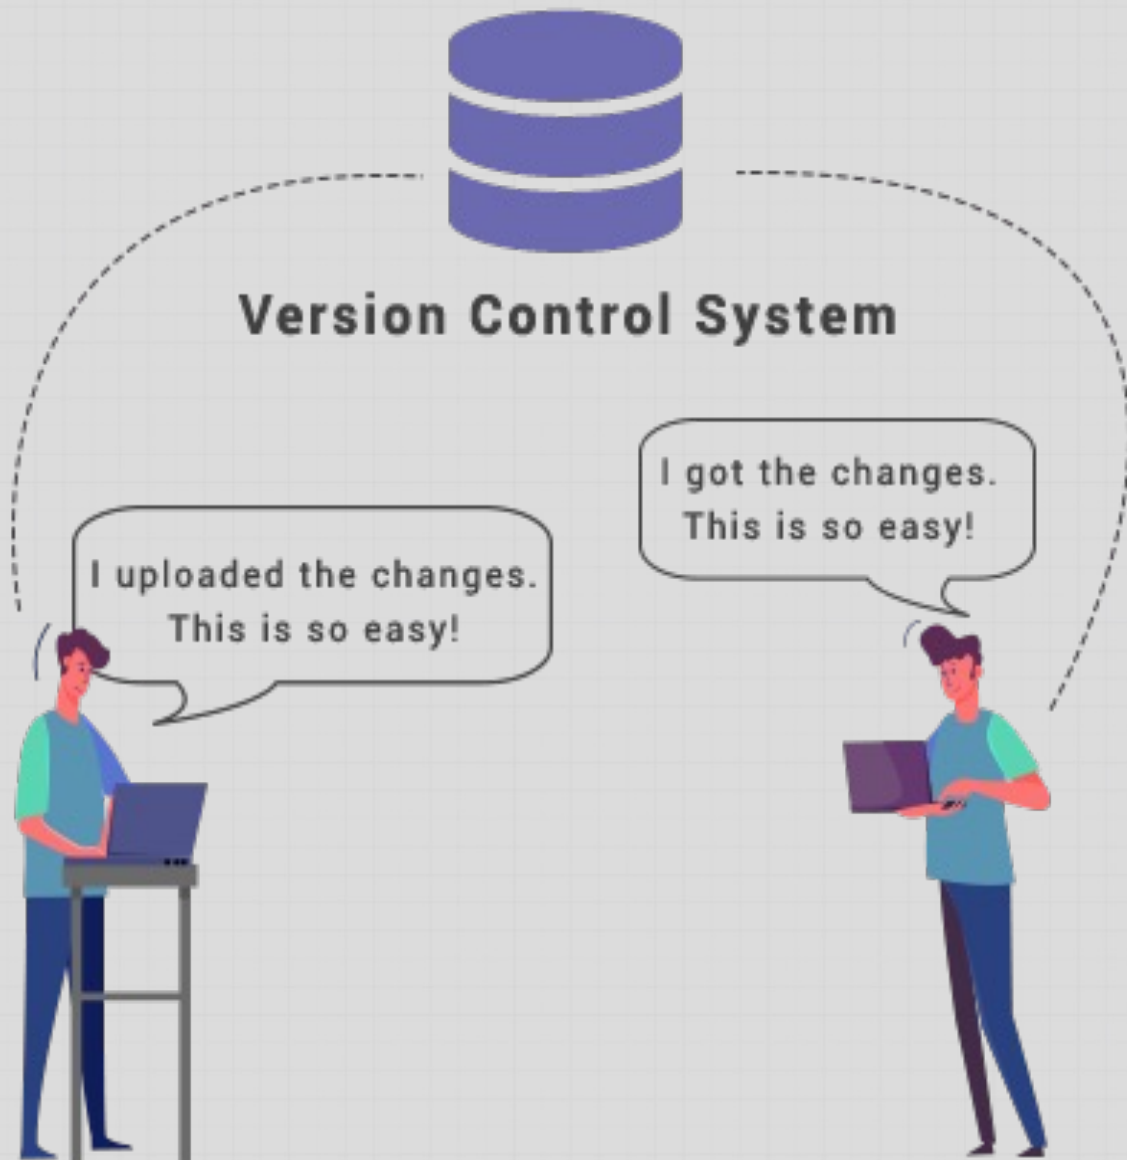 Version Control System
I got the changes.
This is so easy!
I uploaded the changes.
This is so easy!